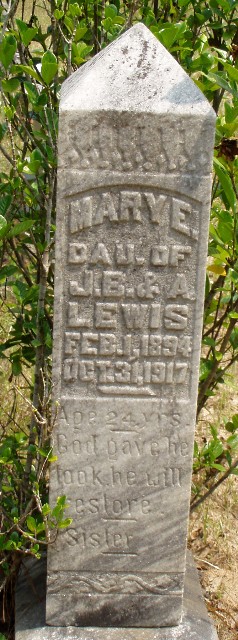 MARY E.
DAU. OF
J.B. & A.
LEWIS
FEB. 1, 1894
OCT. 31, 1917
Age 24 yrs.
God gave he
took, he will
restore.
Sister